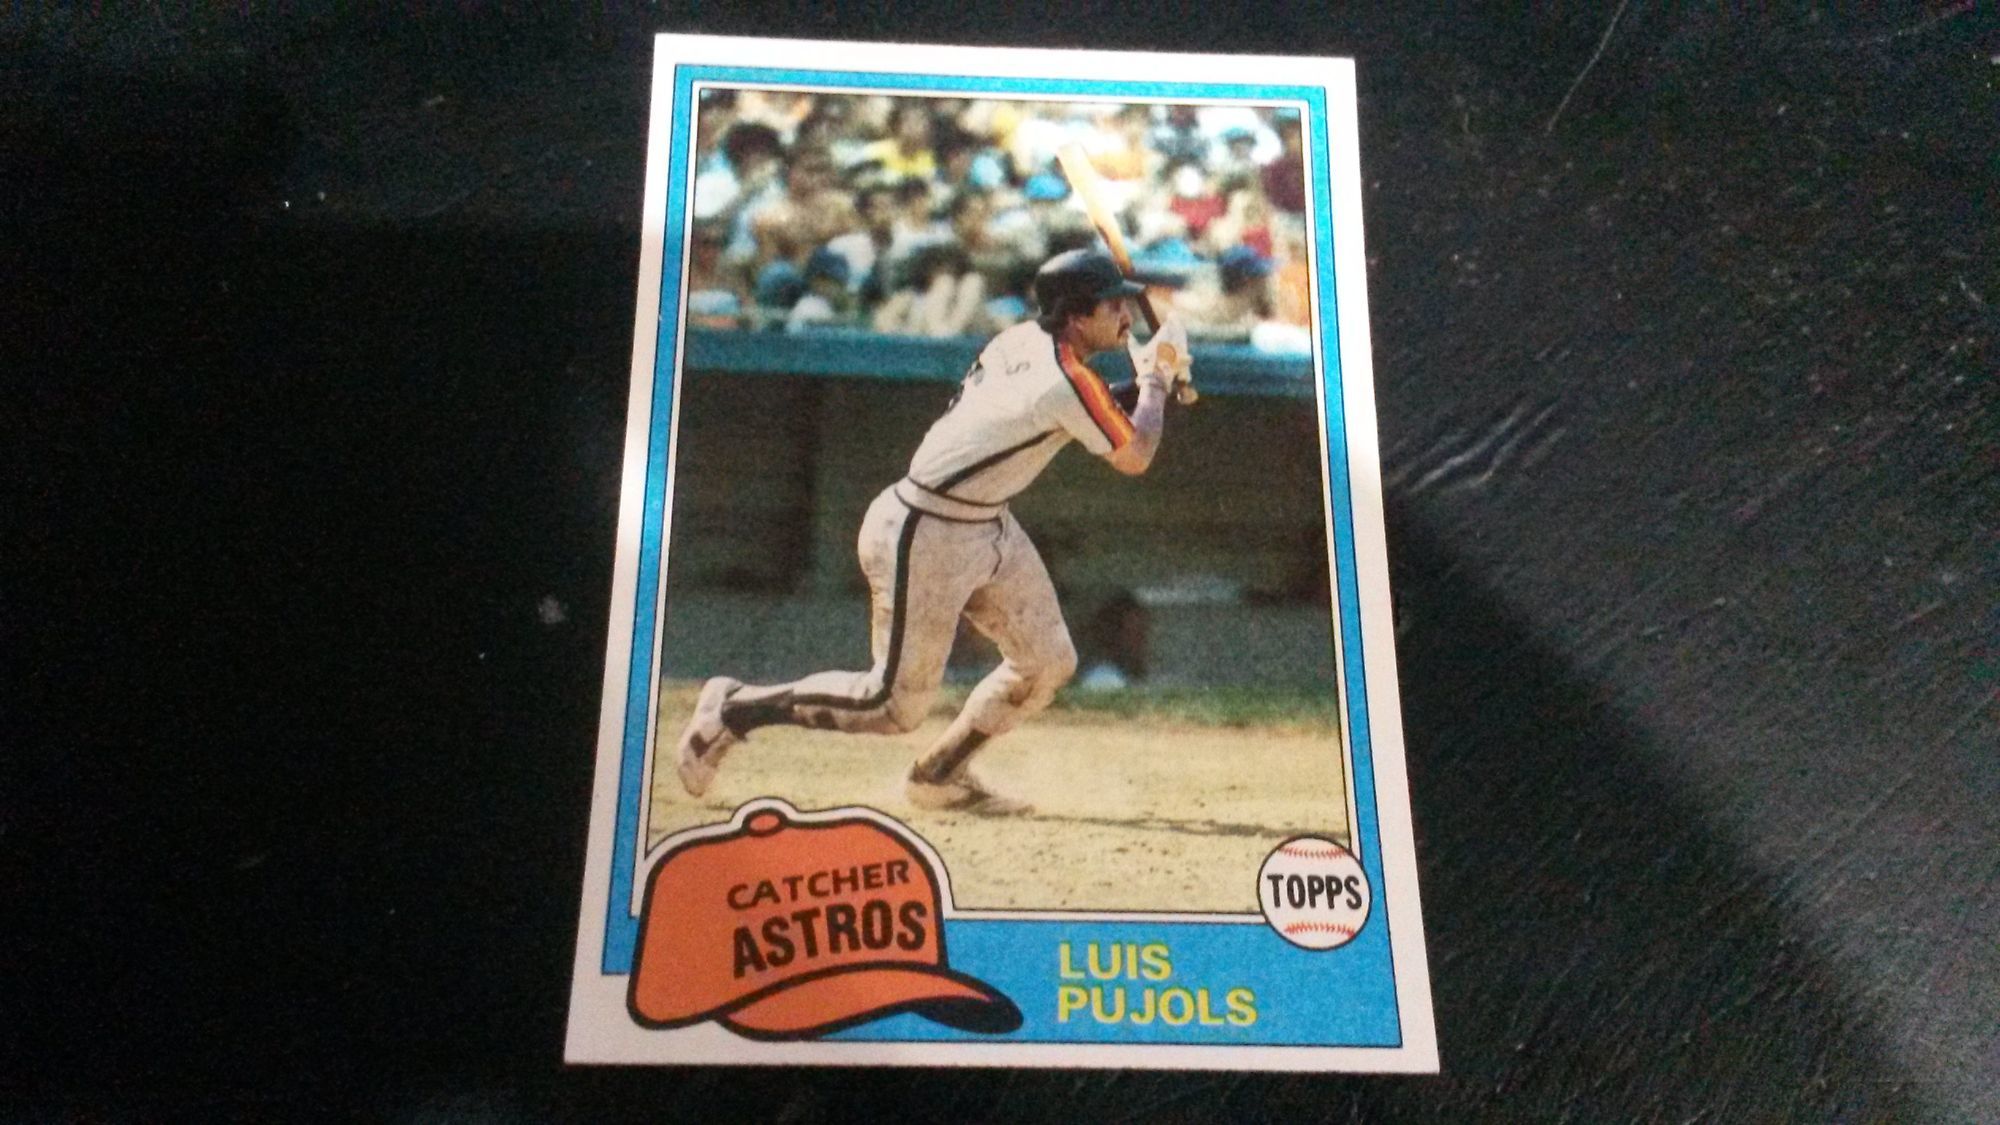 CATCHER
ASTROS
TOPPS
LUIS
PUJOLS